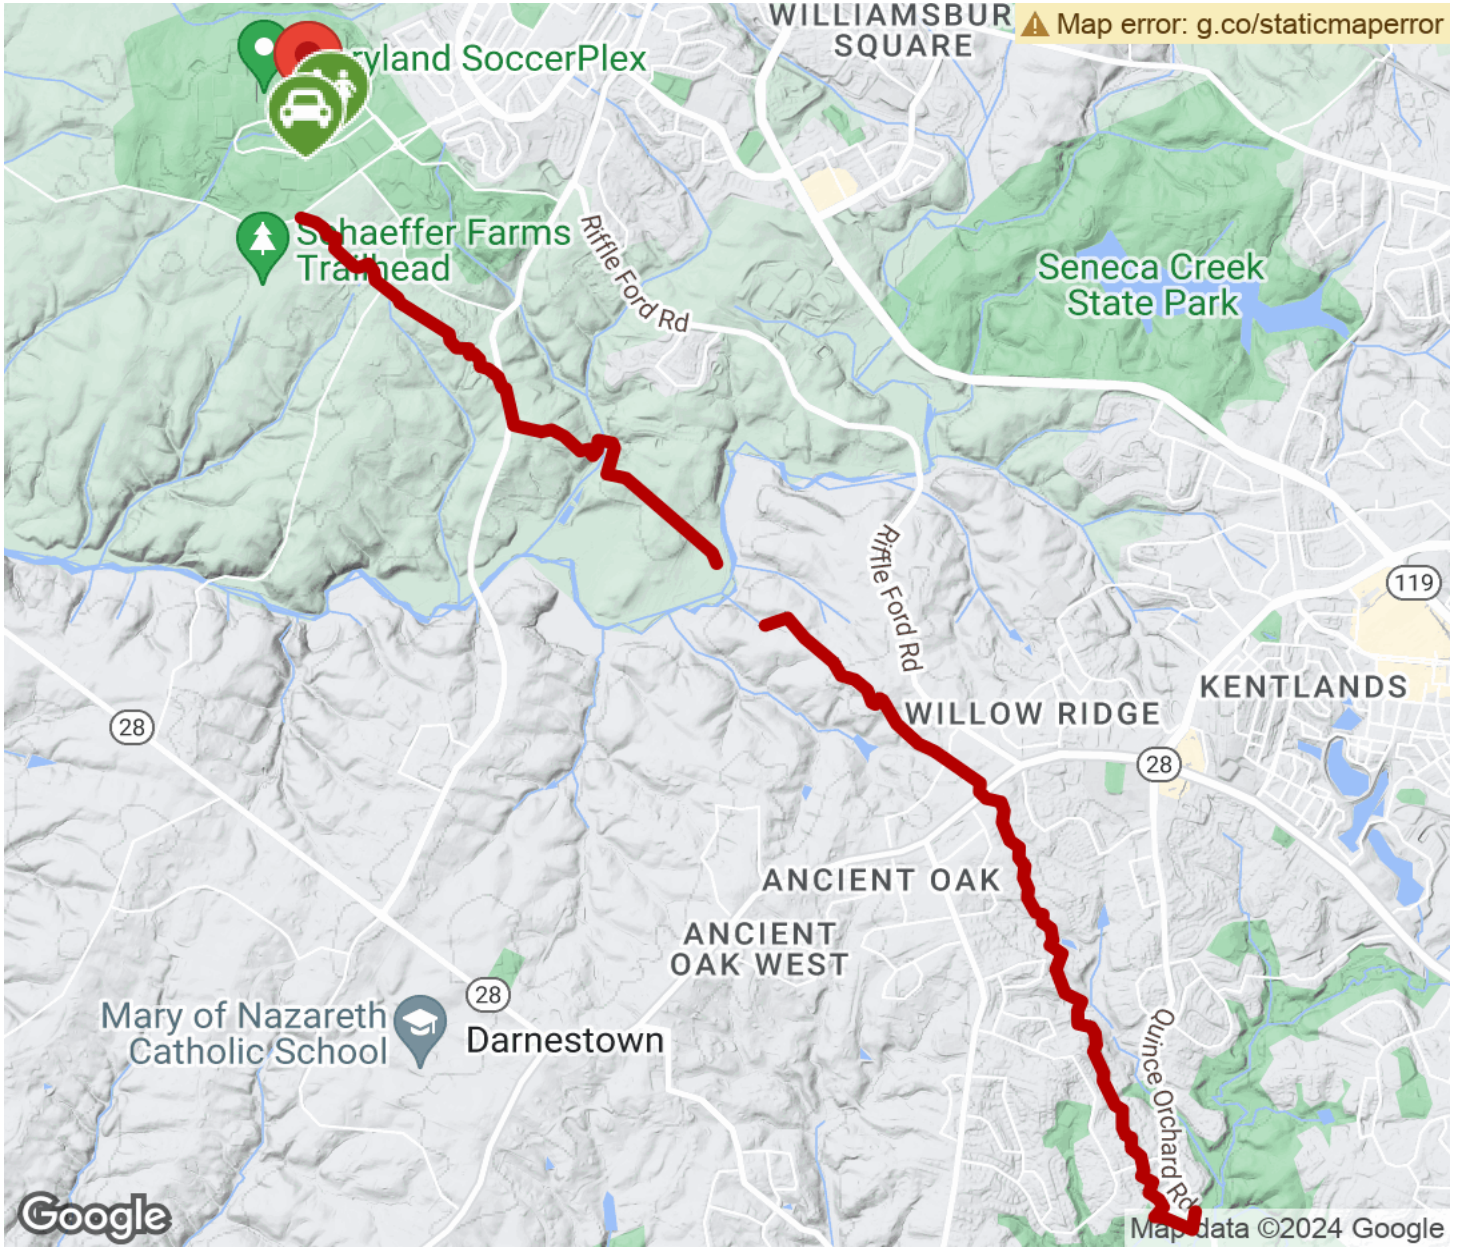 WILLIAMSBUR
SQUARE
Map error: g.co/staticmaperror
ryland SoccerPlex
Schaeffer Farms
Trailhead
Riffle Ford Rd
Seneca Creek
State Park
Riffle Ford Rd
119
KENTLANDS
WILLOW RIDGE
28
28
ANCIENT OAK
ANCIENT
OAK WEST
28
Mary of Nazareth
Catholic School
Darnestown
Quince Orchard Rd
Google
Map data ©2024 Google